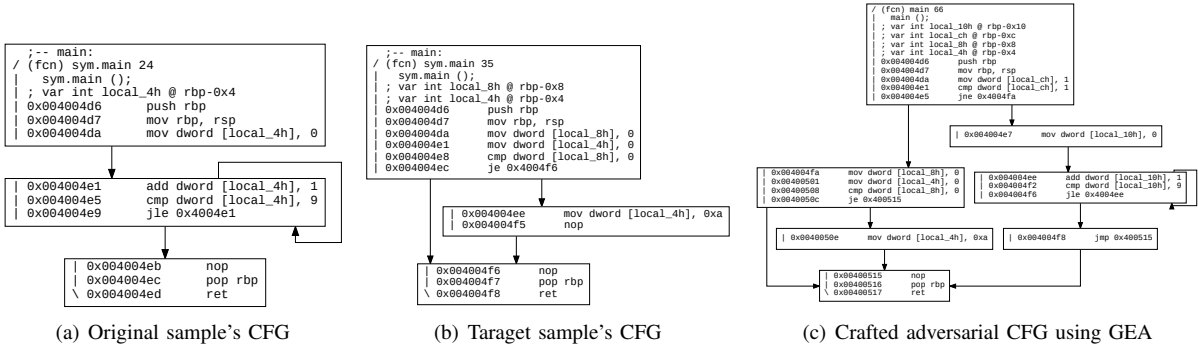 ;-- main:
/ (fcn) sym.main 24
| sym.main ();
| ; var int local_4h @ rbp-0x4
| 0x004004d6 push rbp
| 0x004004d7 mov rbp, rsp
| 0x004004da mov dword [local_4h], 0
| 0x004004e1 add dword [local_4h], 1
| 0x004004e5 cmp dword [local_4h], 9
| 0x004004e9 jle 0x4004e1
| 0x004004eb nop
| 0x004004ec pop rbp
\ 0x004004ed ret
(a) Original sample's CFG
;-- main:
/ (fcn) sym.main 35
| sym.main ();
| ; var int local_8h @ rbp-0x8
| ; var int local_4h @ rbp-0x4
| 0x004004d6 push rbp
| 0x004004d7 mov rbp, rsp
| 0x004004da mov dword [local_8h], 0
| 0x004004e1 mov dword [local_4h], 0
| 0x004004e8 cmp dword [local_8h], 0
| 0x004004ec je 0x4004f6
| 0x004004ee mov dword [local_4h], 0xa
| 0x004004f5 nop
| 0x004004f6 nop
| 0x004004f7 pop rbp
\ 0x004004f8 ret
(b) Taraget sample's CFG
/ (fcn) main 66
| main ();
| ; var int local_10h @ rbp-0x10
| ; var int local_ch @ rbp-0xc
| ; var int local_8h @ rbp-0x8
| ; var int local_4h @ rbp-0x4
| 0x004004d6 push rbp
| 0x004004d7 mov rbp, rsp
| 0x004004da mov dword [local_ch], 1
| 0x004004e1 cmp dword [local_ch], 1
| 0x004004e5 jne 0x4004fa
| 0x004004e7 mov dword [local_10h], 0
| 0x004004fa mov dword [local_8h], 0
| 0x00400501 mov dword [local_4h], 0
| 0x00400508 cmp dword [local_8h], 0
| 0x0040050c je 0x400515
| 0x004004ee add dword [local_10h], 1
| 0x004004f2 cmp dword [local_10h], 9
| 0x004004f6 jle 0x4004ee
| 0x0040050e mov dword [local_4h], 0xa
| 0x004004f8 jmp 0x400515
| 0x00400515 nop
| 0x00400516 pop rbp
\ 0x00400517 ret
(c) Crafted adversarial CFG using GEA